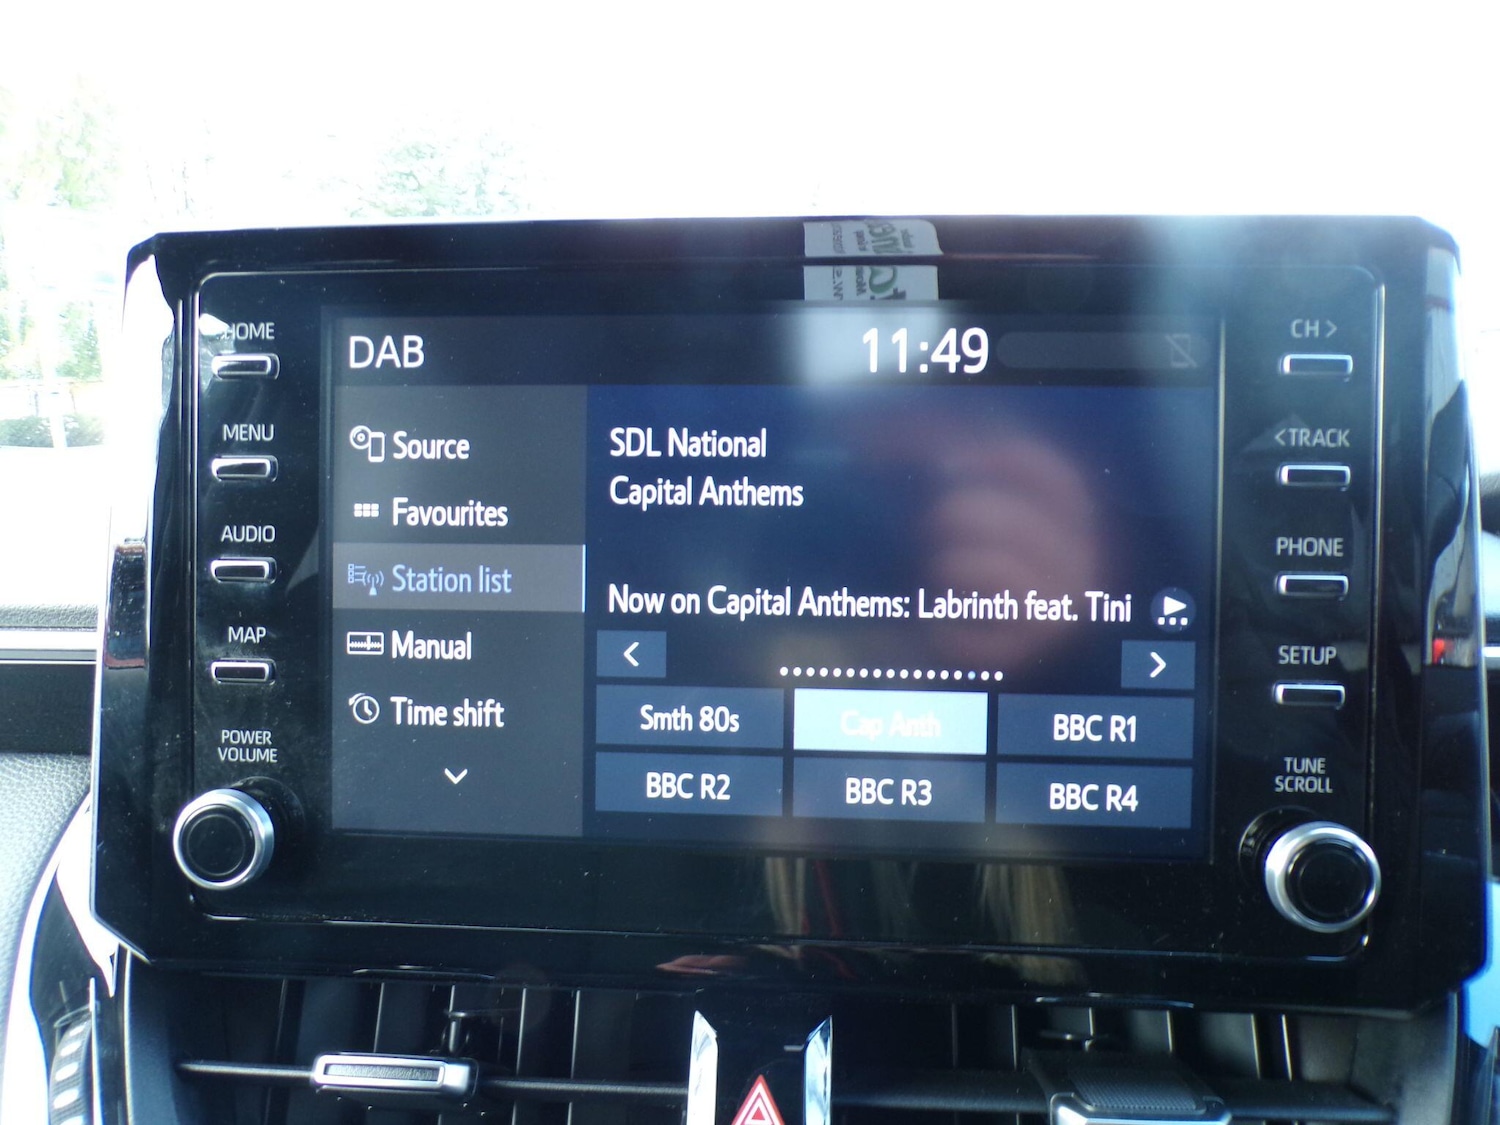 HOME
MENU
AUDIO
MAP
POWER
VOLUME
DAB
11:49
Source
Favourites
Station list
Manual
Time shift
SDL National
Capital Anthems
Now on Capital Anthems: Labrinth feat. Tini
<
>
Smth 80s
Cap Anth
BBC R1
BBC R2
BBC R3
BBC R4
CH >
<TRACK
PHONE
SETUP
TUNE
SCROLL